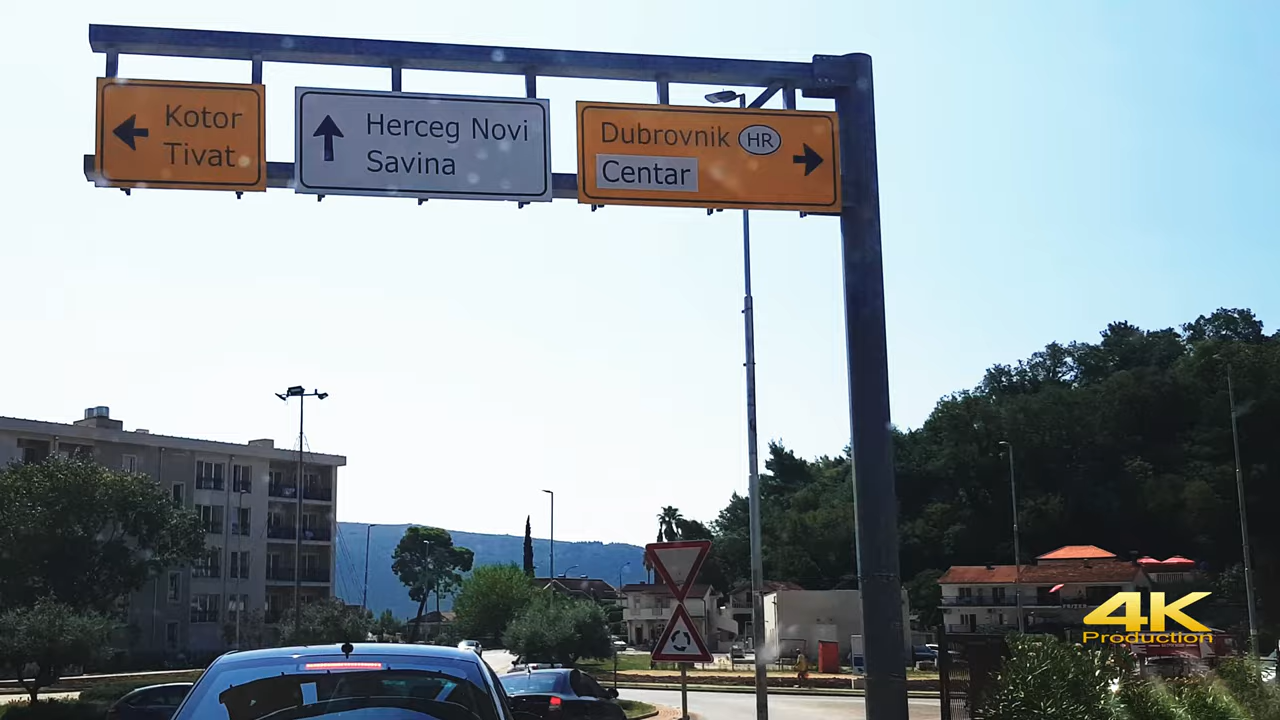 Kotor
Tivat
Herceg Novi
Savina
Dubrovnik HR
Centar
4K
Production